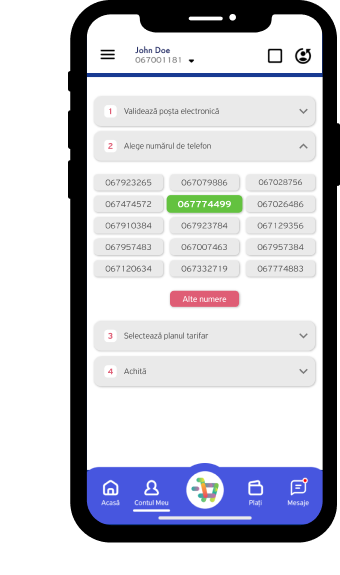 John Doe
067001181
1 Validează poșta electronică
2 Alege numărul de telefon
067923265 067079886 067028756
067474572 067774499 067026486
067910384 067923784 067129356
067957483 067007463 067957384
067120634 067332719 067774883
Alte numere
3 Selectează planul tarifar
4 Achită
Acasă Contul Meu Plați Mesaje